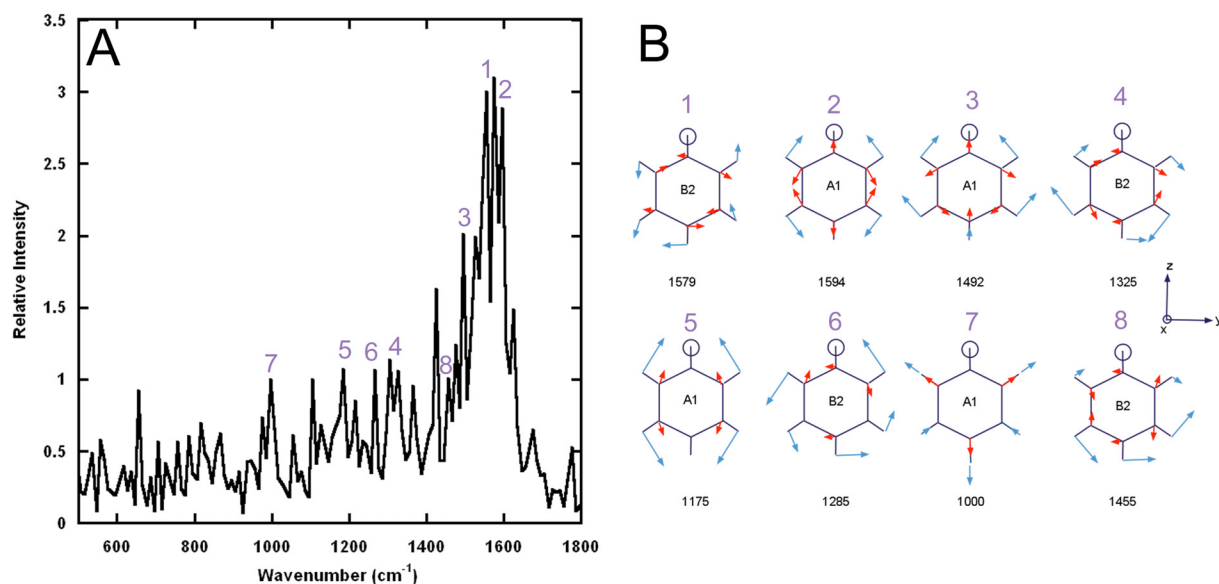 A
3.5
3
2.5
2
1.5
1
0.5
0
Relative Intensity
1
2
3
7
5
6
4
8
600 800 1000 1200 1400 1600 1800
Wavenumber (cm-1)
B
1 2 3 4
B2 A1 A1 B2
1579 1594 1492 1325
z
y
x
5 6 7 8
A1 B2 A1 B2
1175 1285 1000 1455